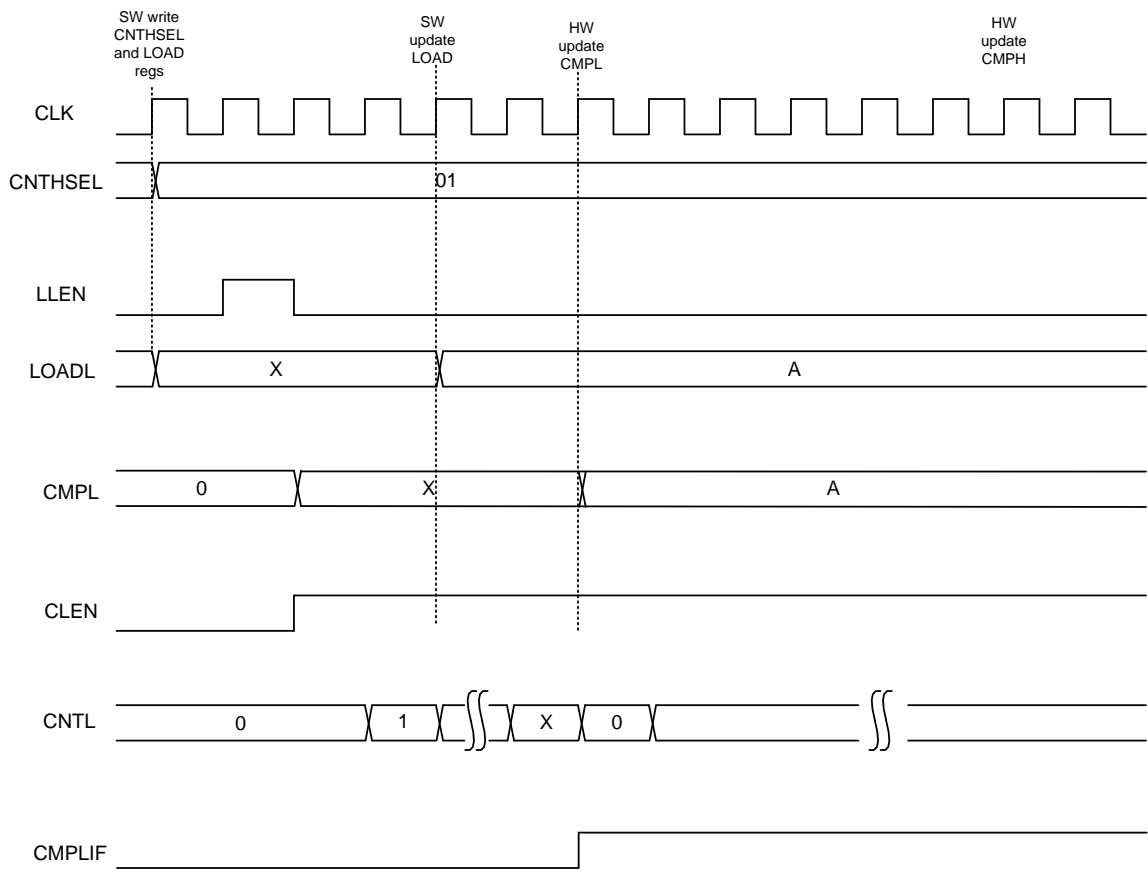 SW write
CNTHSEL
and LOAD
regs
SW
update
LOAD
HW
update
CMPL
HW
update
CMPH
CLK
CNTHSEL
01
LLEN
LOADL
X
A
CMPL
0
X
A
CLEN
CNTL
0
1
X
0
CMPLIF